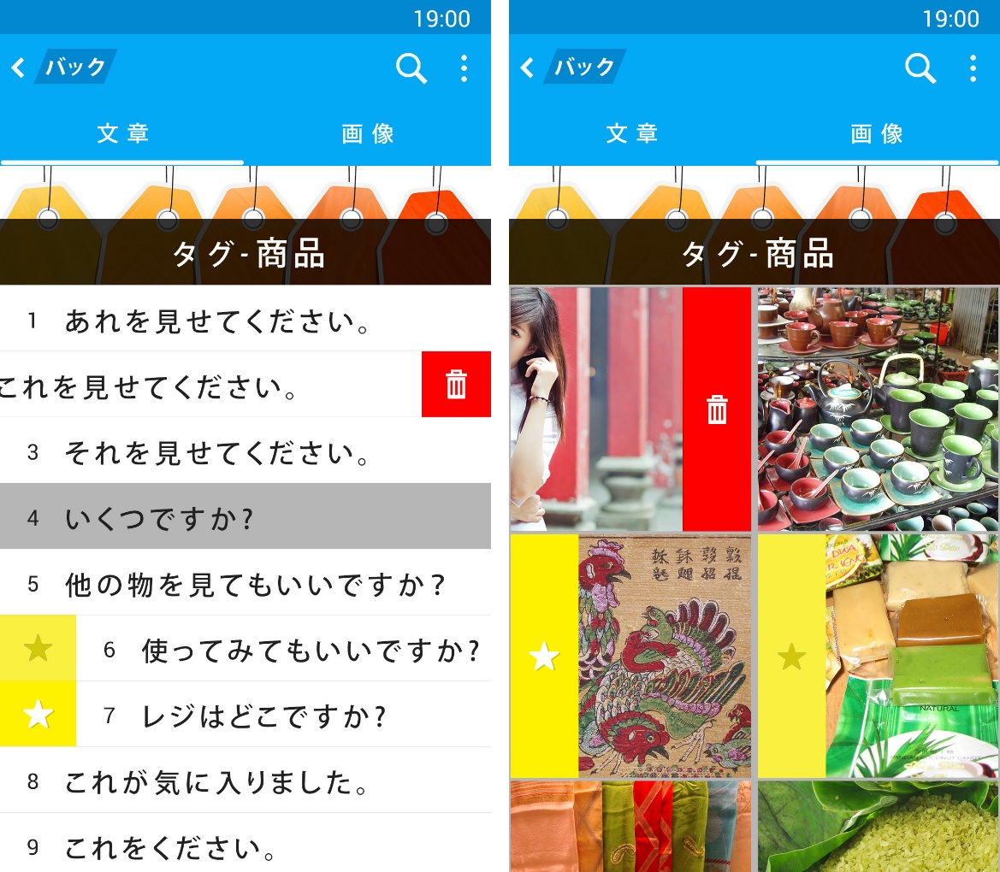 19:00
バック
文章 画像
タグ-商品
1 あれを見せてください。
これを見せてください。
3 それを見せてください。
4 いくつですか?
5 他の物を見てもいいですか？
6 使ってみてもいいですか?
7 レジはどこですか?
8 これが気に入りました。
9 これをください。
19:00
バック
文章 画像
タグ-商品
NATURAL